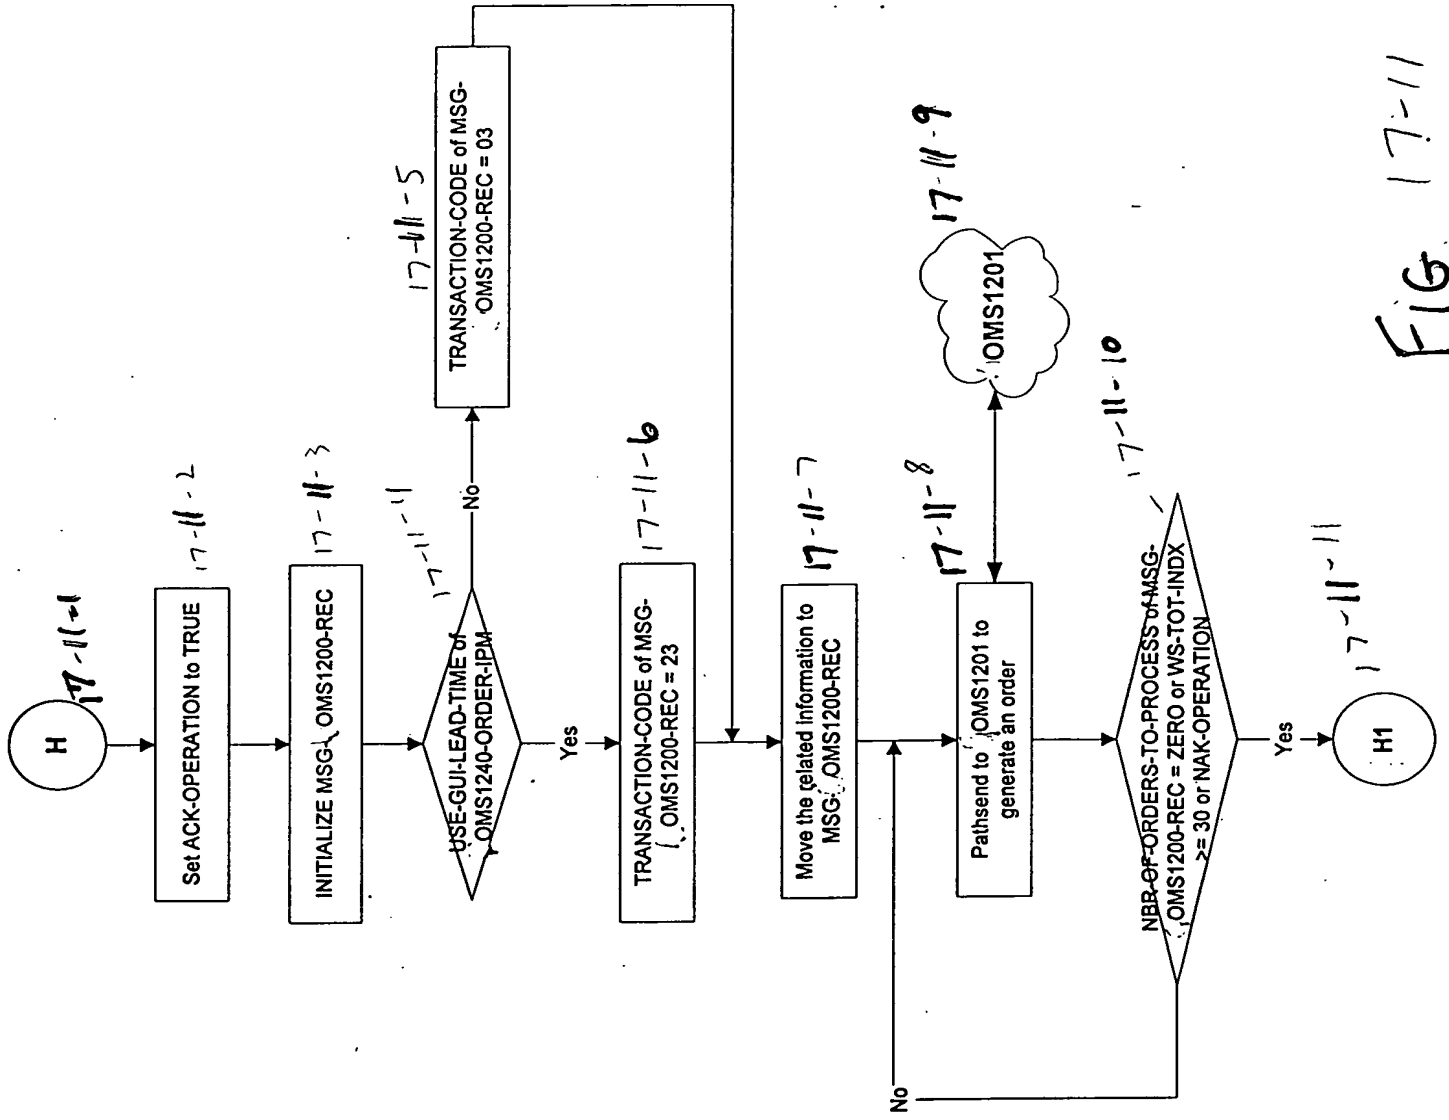 H
17-11-1
Set ACK-OPERATION to TRUE
17-11-2
INITIALIZE MSG- OMS1200-REC
17-11-3
USE-GUI-LEAD-TIME of
OMS1240-ORDER-IPM
17-11-4
No
TRANSACTION-CODE of MSG-
OMS1200-REC = 03
17-11-5
Yes
TRANSACTION-CODE of MSG-
OMS1200-REC = 23
17-11-6
Move the related information to
MSG- OMS1200-REC
17-11-7
Pathsend to OMS1201 to
generate an order
17-11-8
OMS1201
17-11-9
NBR-OF-ORDERS-TO-PROCESS of MSG-
OMS1200-REC = ZERO or WS-TOT-INDX
>= 30 or NAK-OPERATION
17-11-10
No
Yes
H1
17-11-11
FIG 17-11